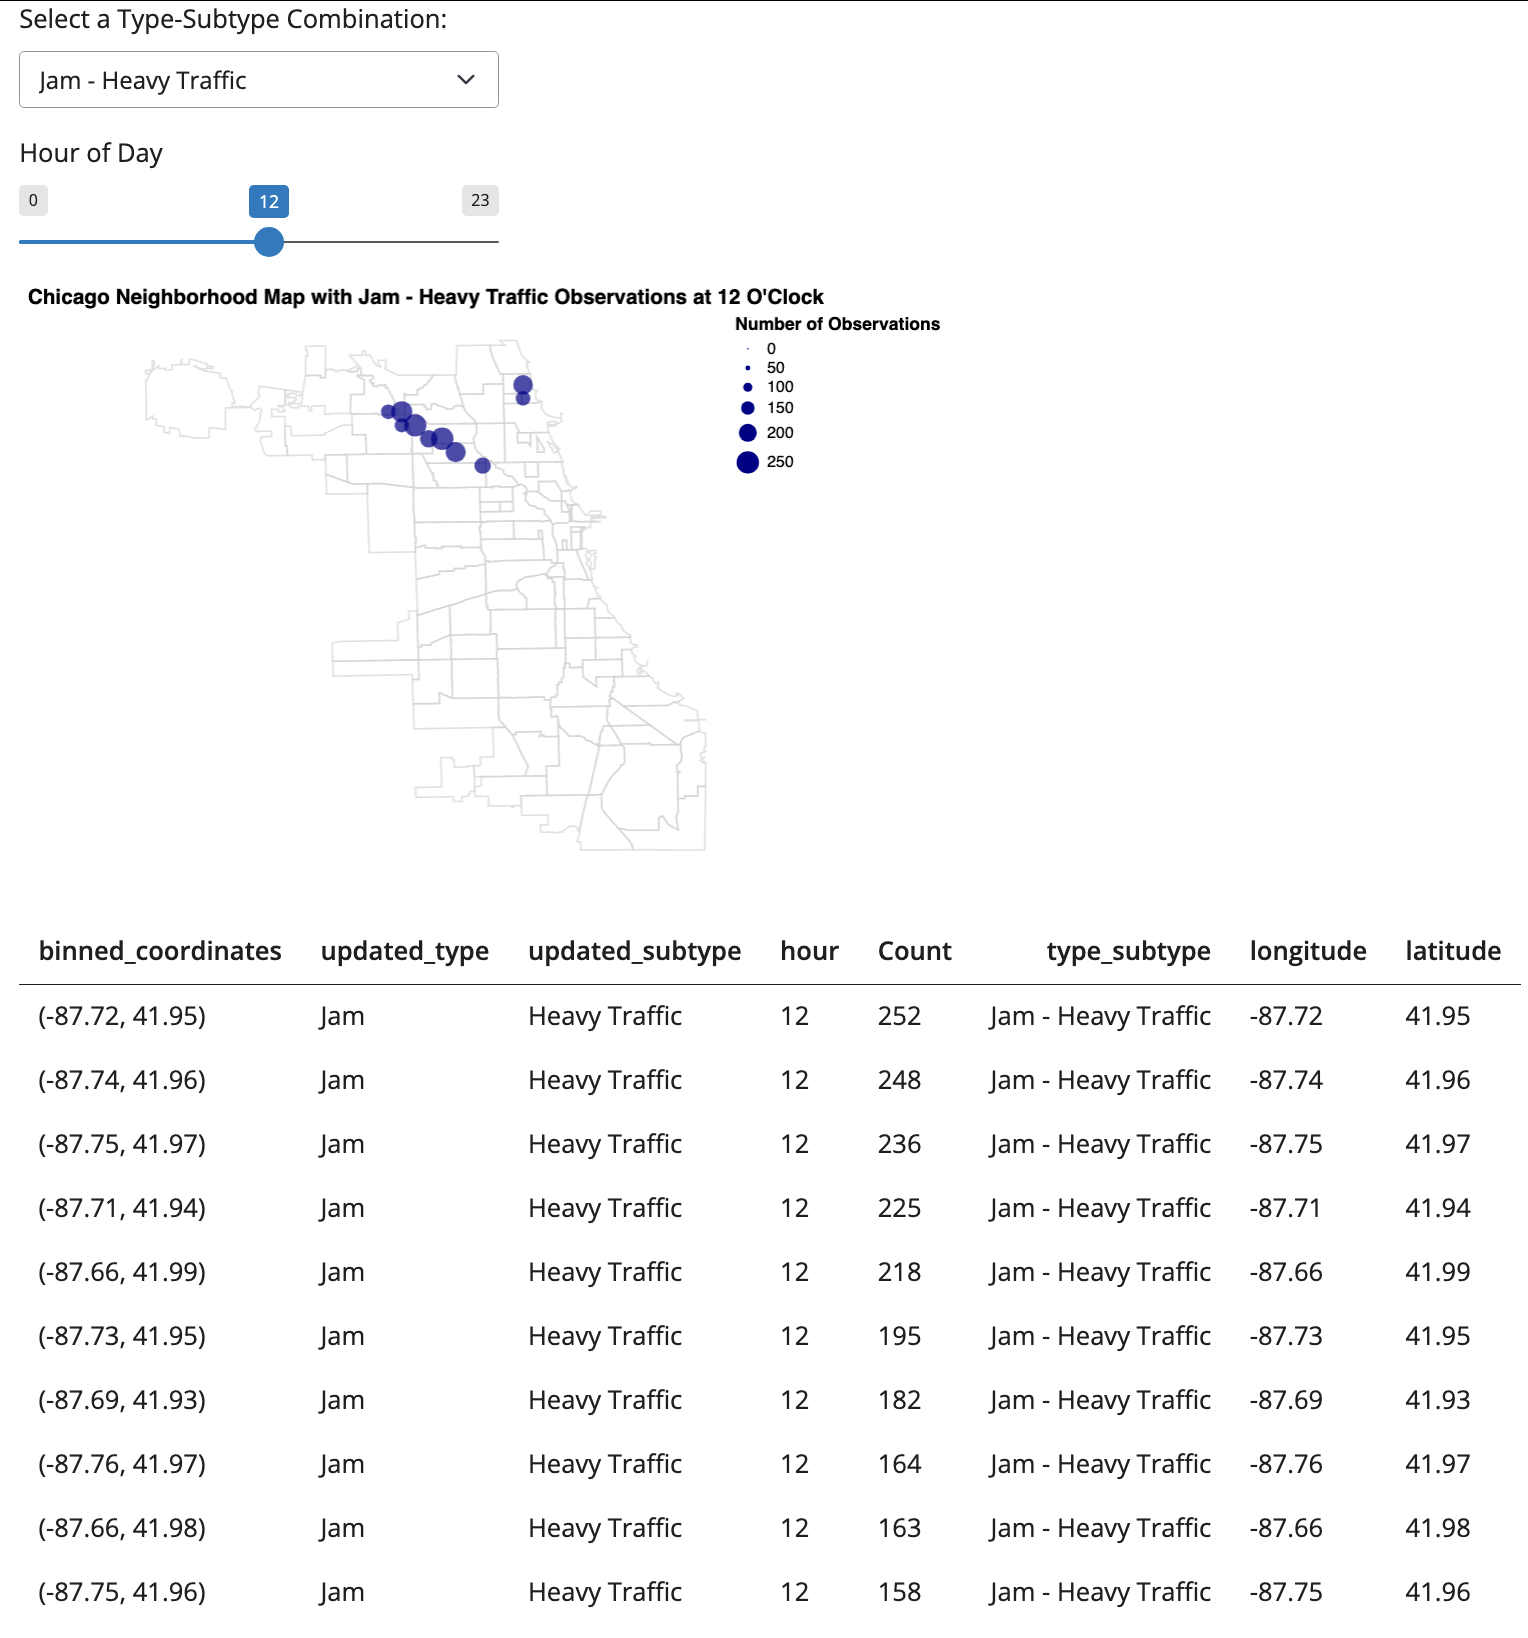 Select a Type-Subtype Combination:
Jam - Heavy Traffic
Hour of Day
0 12 23
Chicago Neighborhood Map with Jam - Heavy Traffic Observations at 12 O'Clock
Number of Observations
0
50
100
150
200
250
binned_coordinates updated_type updated_subtype hour Count type_subtype longitude latitude
(-87.72, 41.95) Jam Heavy Traffic 12 252 Jam - Heavy Traffic -87.72 41.95
(-87.74, 41.96) Jam Heavy Traffic 12 248 Jam - Heavy Traffic -87.74 41.96
(-87.75, 41.97) Jam Heavy Traffic 12 236 Jam - Heavy Traffic -87.75 41.97
(-87.71, 41.94) Jam Heavy Traffic 12 225 Jam - Heavy Traffic -87.71 41.94
(-87.66, 41.99) Jam Heavy Traffic 12 218 Jam - Heavy Traffic -87.66 41.99
(-87.73, 41.95) Jam Heavy Traffic 12 195 Jam - Heavy Traffic -87.73 41.95
(-87.69, 41.93) Jam Heavy Traffic 12 182 Jam - Heavy Traffic -87.69 41.93
(-87.76, 41.97) Jam Heavy Traffic 12 164 Jam - Heavy Traffic -87.76 41.97
(-87.66, 41.98) Jam Heavy Traffic 12 163 Jam - Heavy Traffic -87.66 41.98
(-87.75, 41.96) Jam Heavy Traffic 12 158 Jam - Heavy Traffic -87.75 41.96